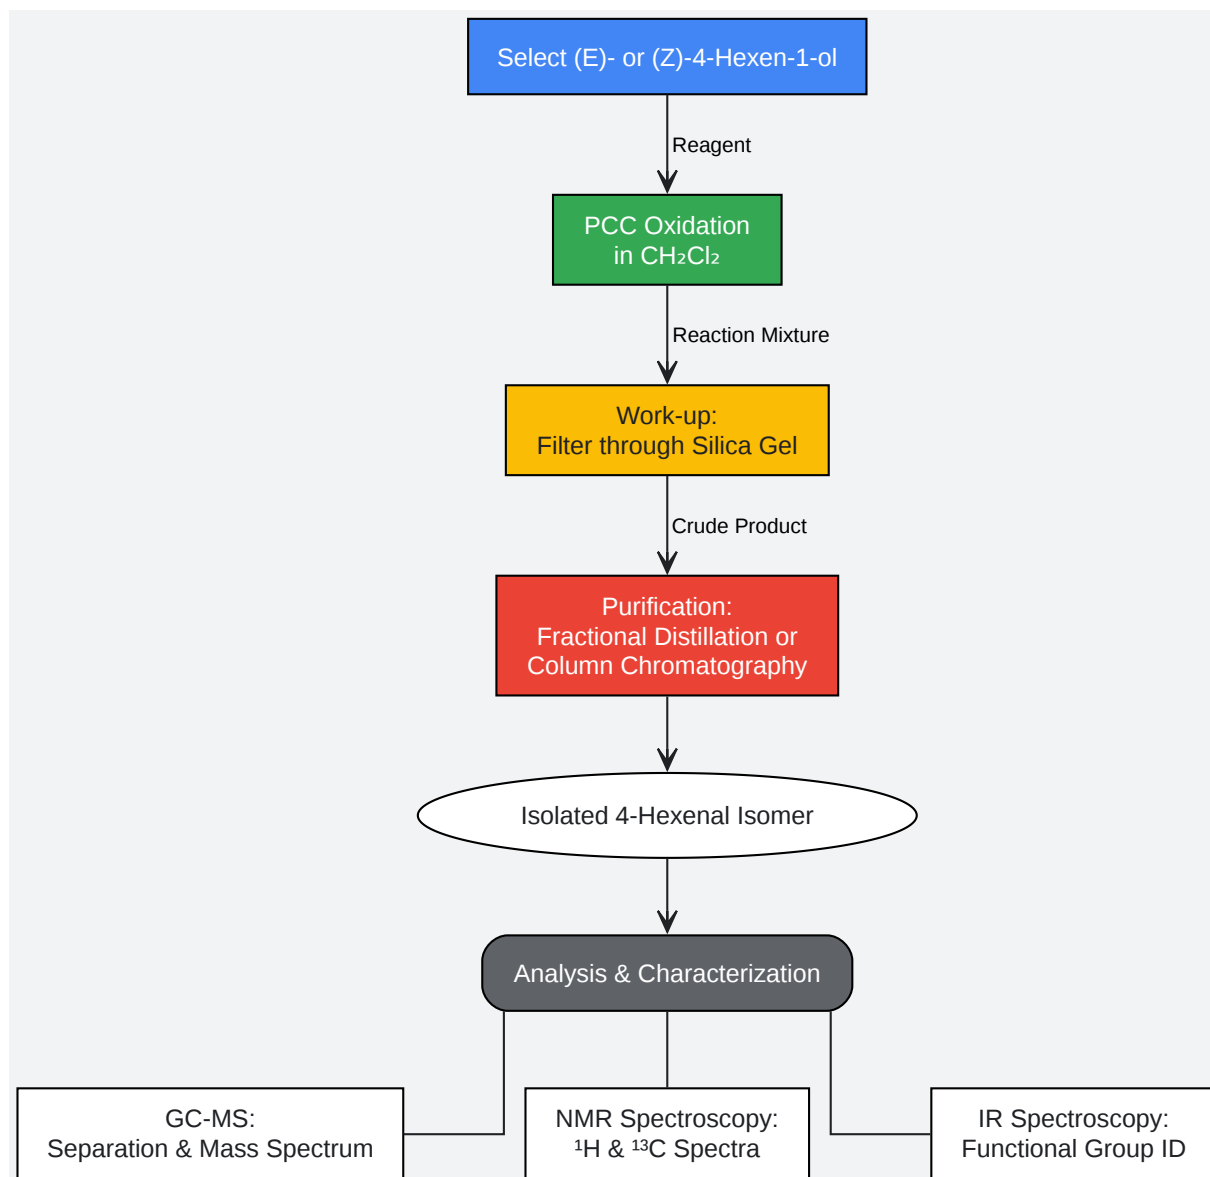 Select (E)- or (Z)-4-Hexen-1-ol
Reagent
PCC Oxidation
in CH₂Cl₂
Reaction Mixture
Work-up:
Filter through Silica Gel
Crude Product
Purification:
Fractional Distillation or
Column Chromatography
Isolated 4-Hexenal Isomer
Analysis & Characterization
GC-MS:
Separation & Mass Spectrum
NMR Spectroscopy:
¹H & ¹³C Spectra
IR Spectroscopy:
Functional Group ID